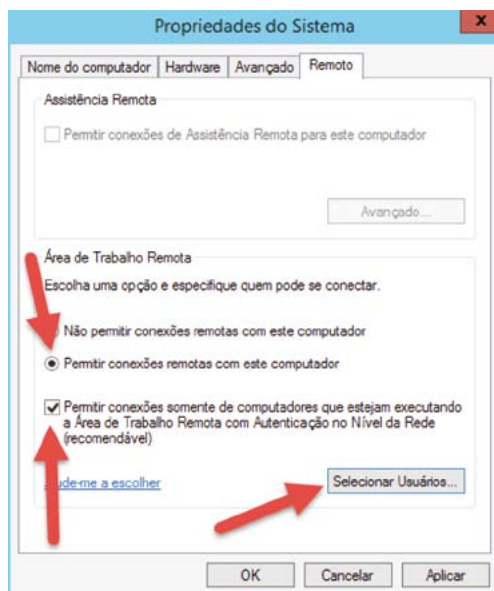 Propriedades do Sistema
x
Nome do computador Hardware Avançado Remoto
Assistência Remota
Permitir conexões de Assistência Remota para este computador
Avançado...
Área de Trabalho Remota
Escolha uma opção e especifique quem pode se conectar.
Não permitir conexões remotas com este computador
Permitir conexões remotas com este computador
Permitir conexões somente de computadores que estejam executando
a Área de Trabalho Remota com Autenticação no Nível da Rede
(recomendável)
a escolher
Selecionar Usuários...
OK Cancelar Aplicar